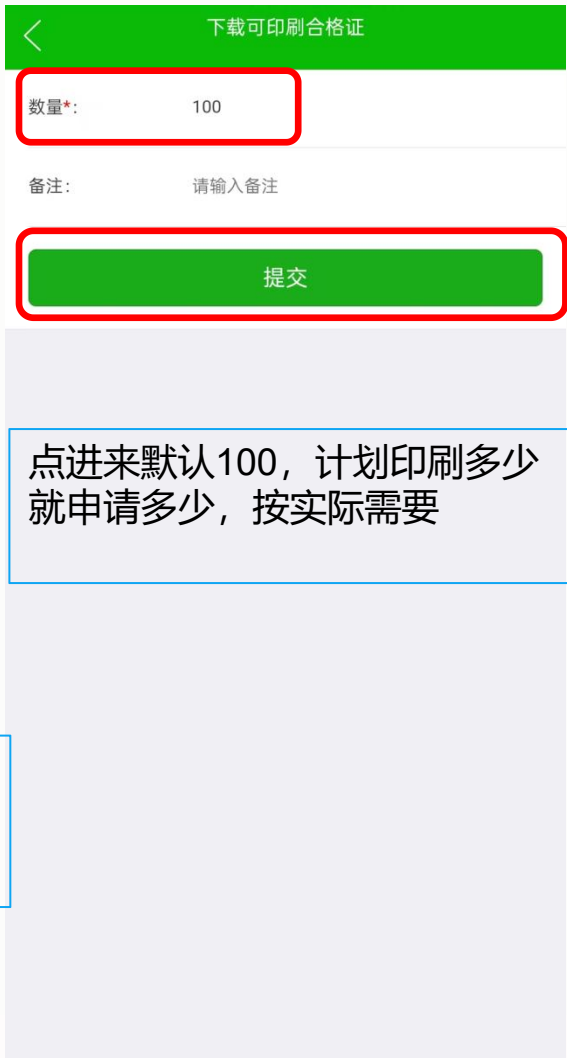 下载可印刷合格证
数量*: 100
备注: 请输入备注
提交
点进来默认100，计划印刷多少
就申请多少，按实际需要